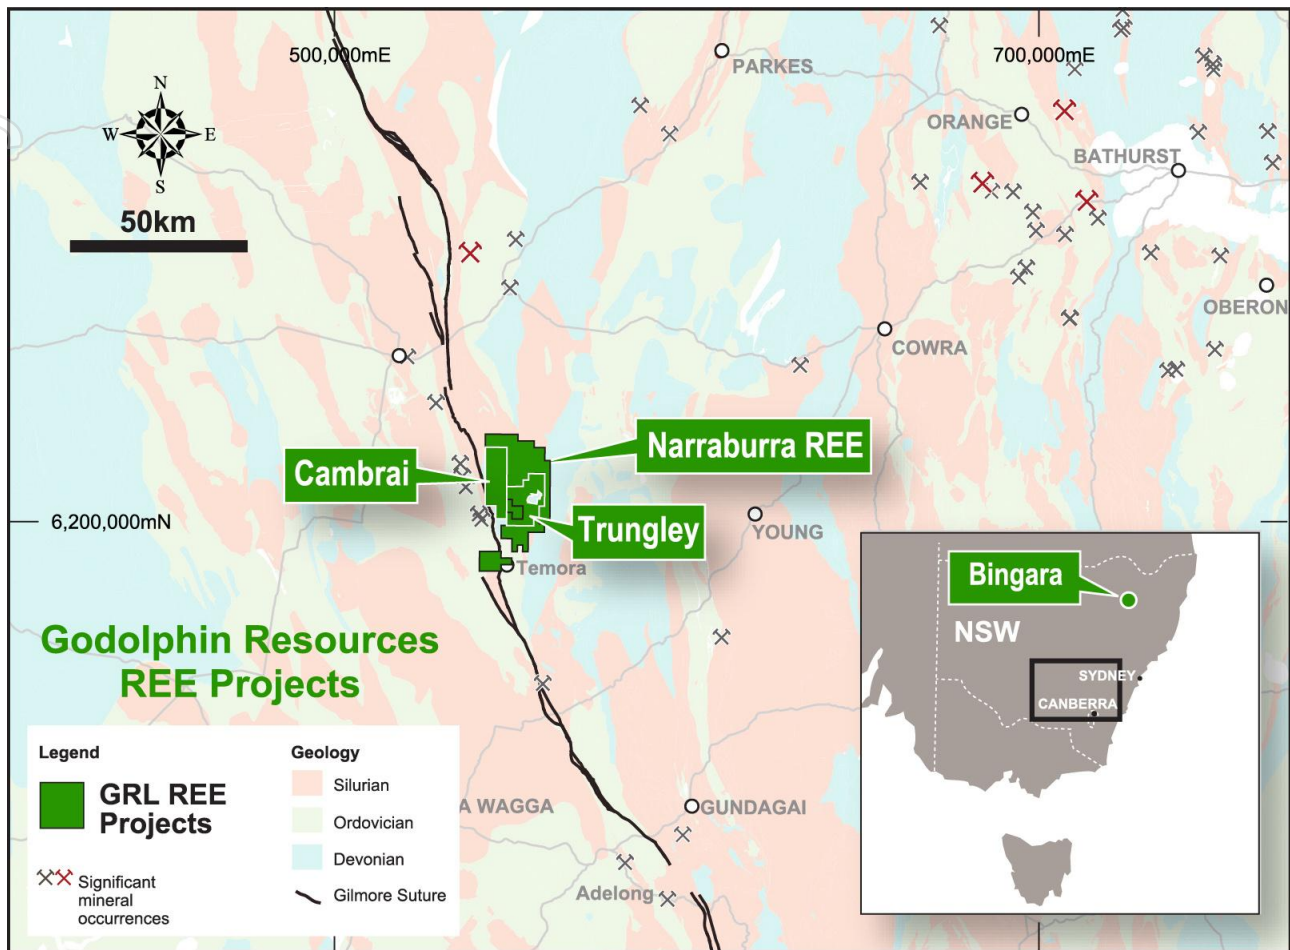 500,000mE
700,000mE
PARKES
ORANGE
BATHURST
N
W
E
S
50km
OBERON
COWRA
Narraburra REE
Cambrai
6,200,000mN
Trungley
YOUNG
Temora
Bingara
NSW
SYDNEY
CANBERRA
Godolphin Resources
REE Projects
Legend
GRL REE
Projects
Significant
mineral
occurrences
Geology
Silurian
Ordovician
Devonian
Gilmore Suture
A WAGGA
GUNDAGAI
Adelong